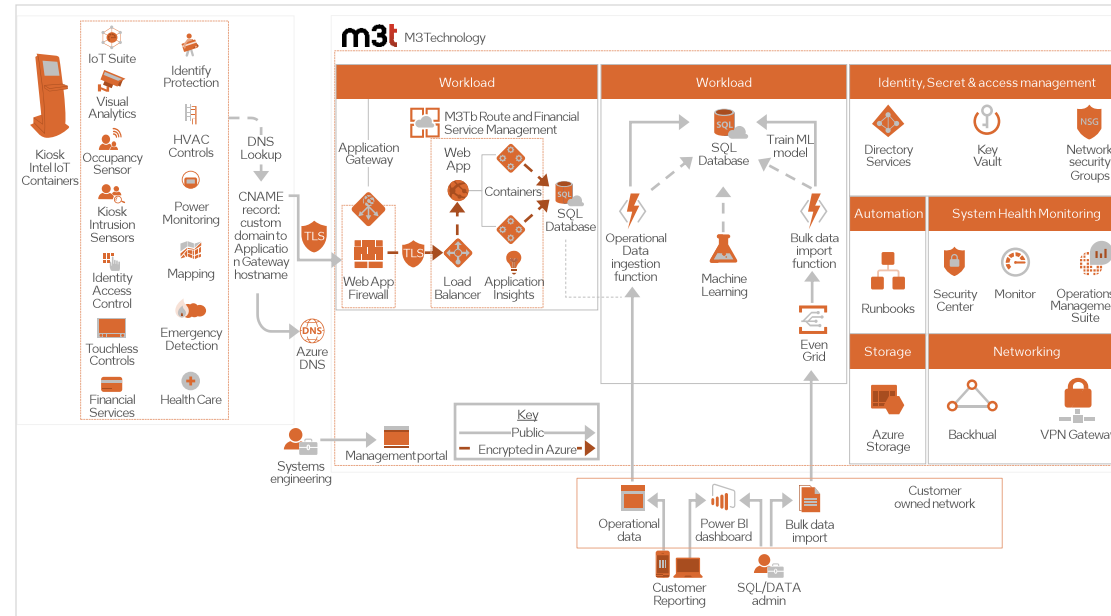 m3t M3Technology
Kiosk
Intel IoT
Containers
IoT Suite
Visual
Analytics
Occupancy
Sensor
Kiosk
Intrusion
Sensors
Identity
Access
Control
Touchless
Controls
Financial
Services
Identify
Protection
HVAC
Controls
Power
Monitoring
Mapping
Emergency
Detection
Health Care
DNS
Lookup
CNAME
record:
custom
domain to
Applicatio
n Gateway
hostname
TLS
DNS
Azure
DNS
Workload
Application
Gateway
Web App
Firewall
TLS
M3Tb Route and Financial
Service Management
Web
App
Containers
Load
Balancer
Application
Insights
SQL
SQL
Database
Workload
SQL
SQL
Database
Train ML
model
Operational
Data
ingestion
function
Machine
Learning
Bulk data
import
function
Even
Grid
Identity, Secret & access management
Directory
Services
Key
Vault
NSG
Network
security
Groups
Automation
Runbooks
System Health Monitoring
Security
Center
Monitor
Operations
Manageme
Suite
Storage
Azure
Storage
Networking
Backhual
VPN Gateway
Systems
engineering
Management portal
Key
Public
Encrypted in Azure
Operational
data
Power BI
dashboard
Bulk data
import
Customer
owned network
Customer
Reporting
SQL/DATA
admin